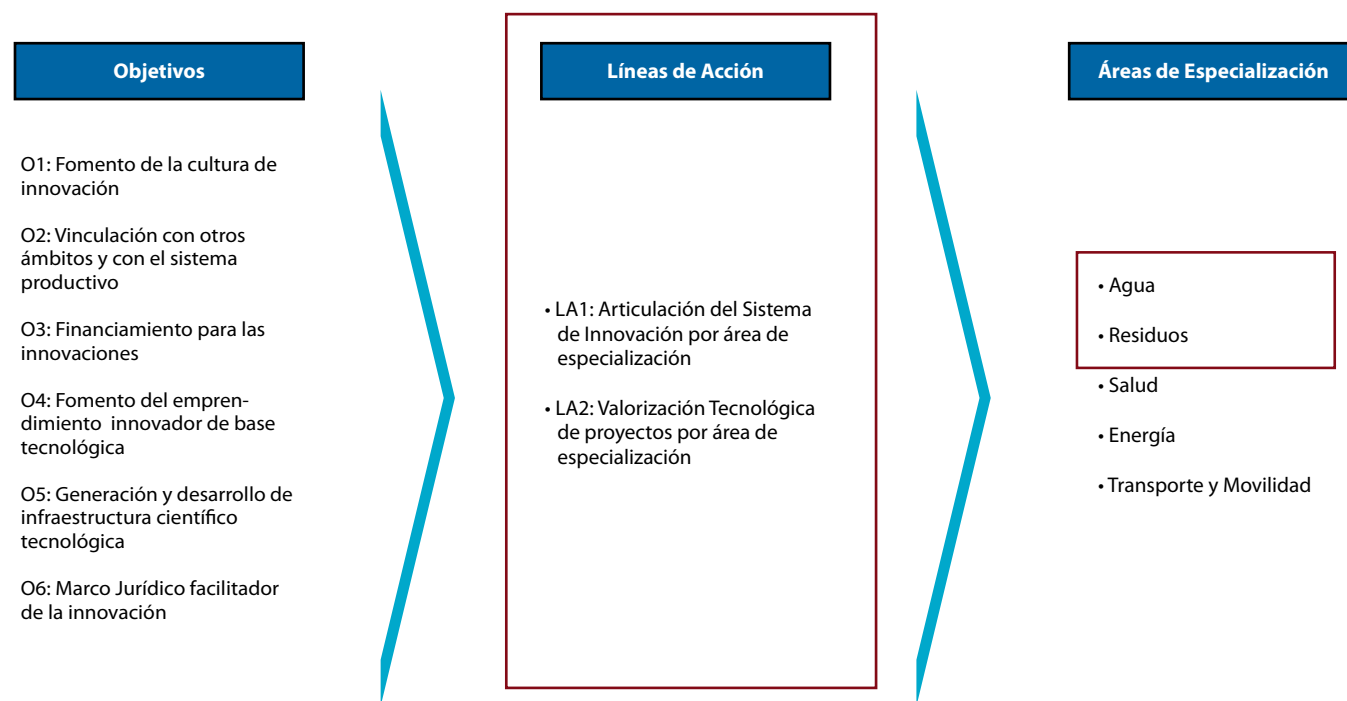 Objetivos
O1: Fomento de la cultura de
innovación
O2: Vinculación con otros
ámbitos y con el sistema
productivo
O3: Financiamiento para las
innovaciones
O4: Fomento del empren-
dimiento innovador de base
tecnológica
O5: Generación y desarrollo de
infraestructura científico
tecnológica
O6: Marco Jurídico facilitador
de la innovación
Líneas de Acción
• LA1: Articulación del Sistema
de Innovación por área de
especialización
• LA2: Valorización Tecnológica
de proyectos por área de
especialización
Áreas de Especialización
• Agua
• Residuos
• Salud
• Energía
• Transporte y Movilidad